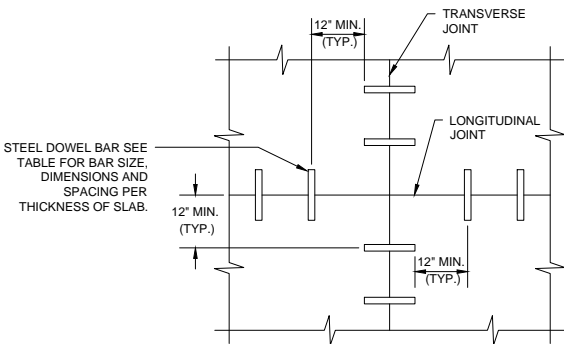 12" MIN.
(TYP.)
TRANSVERSE
JOINT
LONGITUDINAL
JOINT
STEEL DOWEL BAR SEE
TABLE FOR BAR SIZE,
DIMENSIONS AND
SPACING PER
THICKNESS OF SLAB.
12" MIN.
(TYP.)
12" MIN.
(TYP.)